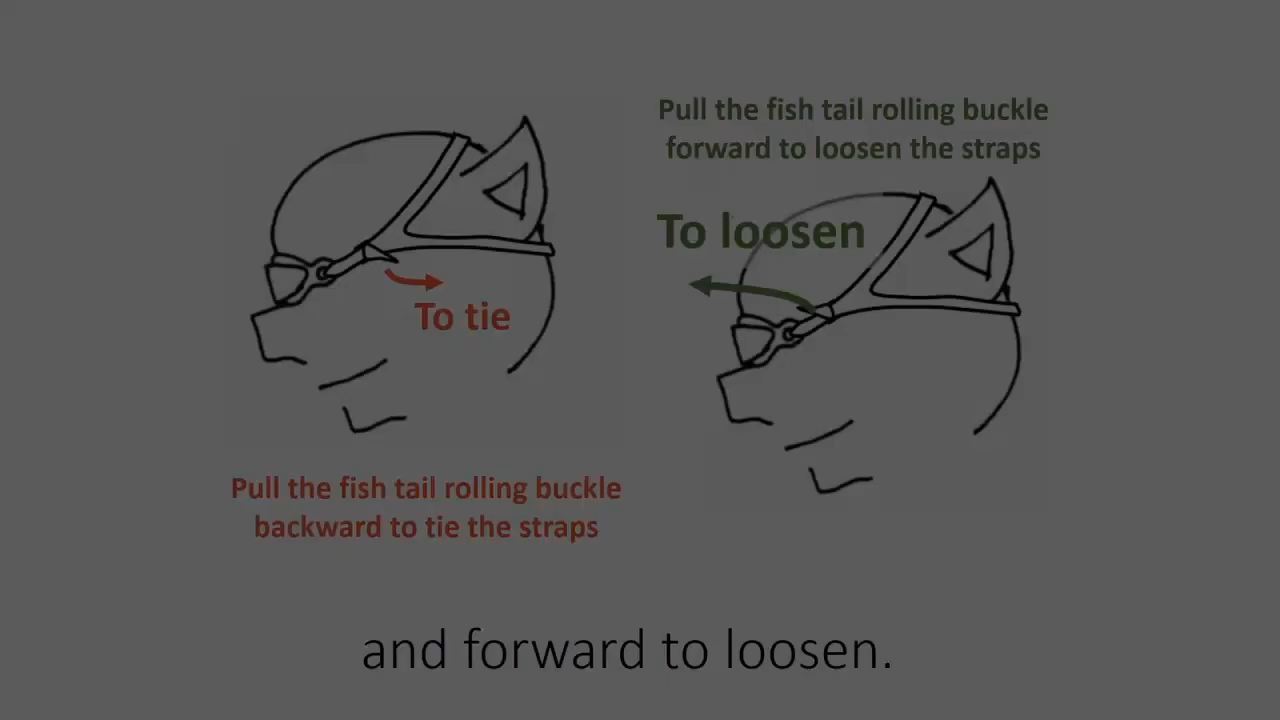 Pull the fish tail rolling buckle
forward to loosen the straps
To loosen
To tie
Pull the fish tail rolling buckle
backward to tie the straps
and forward to loosen.